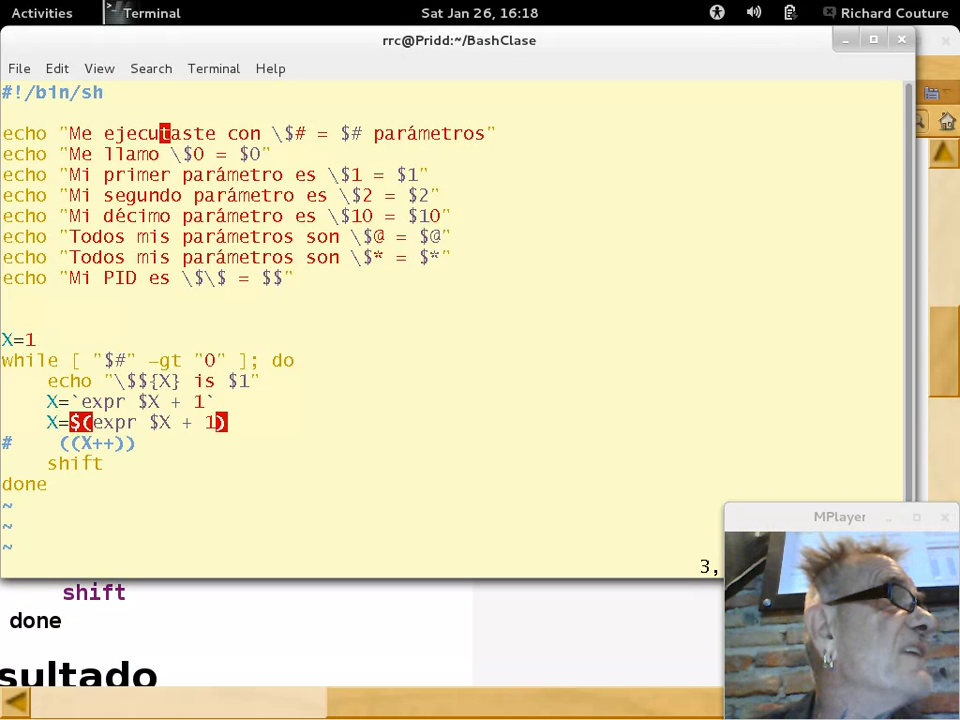 Activities Terminal Sat Jan 26, 16:18 Richard Couture
rrc@Pridd:~/BashClase
File Edit View Search Terminal Help
#!/bin/sh
echo "Me ejecutaste con \$# = $# parámetros"
echo "Me llamo \$0 = $0"
echo "Mi primer parámetro es \$1 = $1"
echo "Mi segundo parámetro es \$2 = $2"
echo "Mi décimo parámetro es \$10 = $10"
echo "Todos mis parámetros son \$@ = $@"
echo "Todos mis parámetros son \$* = $*"
echo "Mi PID es \$\$ = $$"
X=1
while [ "$#" -gt "0" ]; do
    echo "\$${X} is $1"
    X=`expr $X + 1`
    X=$(expr $X + 1)
#    ((X++))
    shift
done
~
~
~
3,
MPlayer
shift
done
sultado